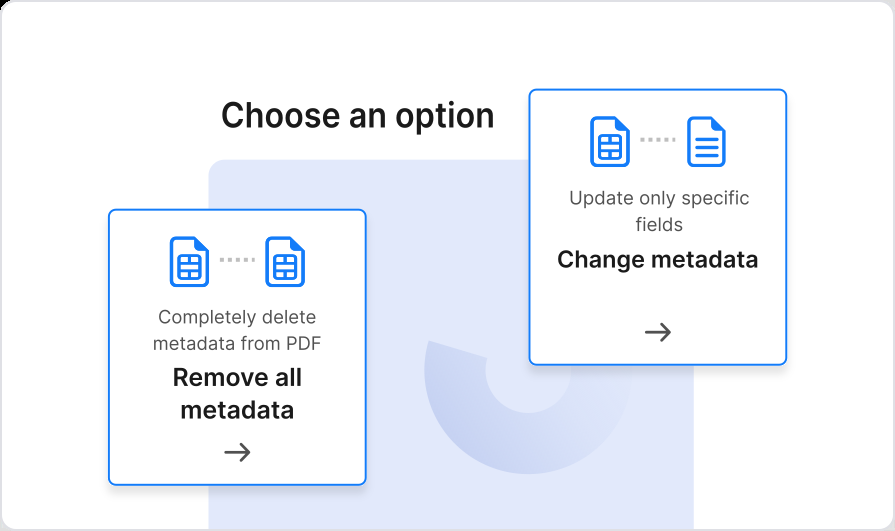 Choose an option
Update only specific
fields
Change metadata
Completely delete
metadata from PDF
Remove all
metadata